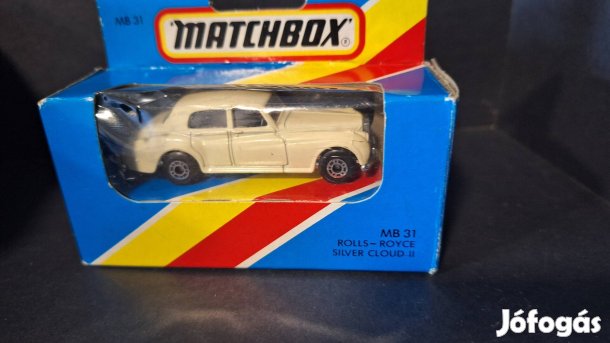 MB 31
MATCHBOX ®
MB 31
ROLLS-ROYCE
SILVER CLOUD II
Jófogás